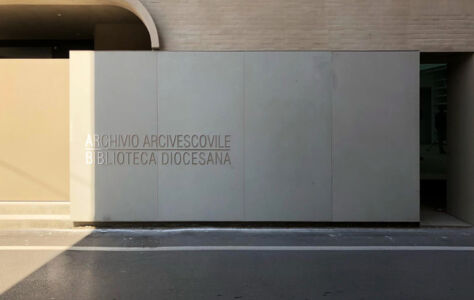 ARCHIVIO ARCIVESCOVILE
BIBLIOTECA DIOCESANA